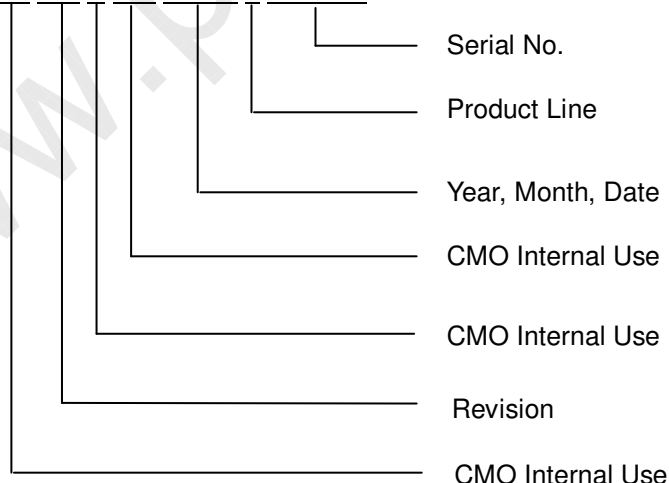 Serial No.
Product Line
Year, Month, Date
CMO Internal Use
CMO Internal Use
Revision
CMO Internal Use